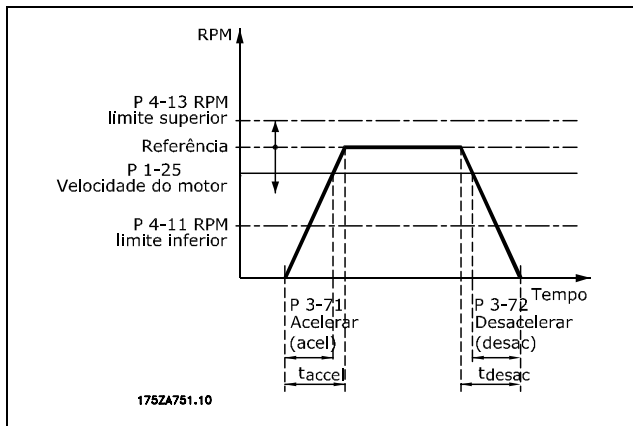 RPM
P 4-13 RPM
limite superior
Referência
P 1-25
Velocidade do motor
P 4-11 RPM
limite inferior
Tempo
P 3-71
Acelerar
(acel)
taccel
P 3-72
Desacelerar
(desac)
tdesac
175ZA751.10